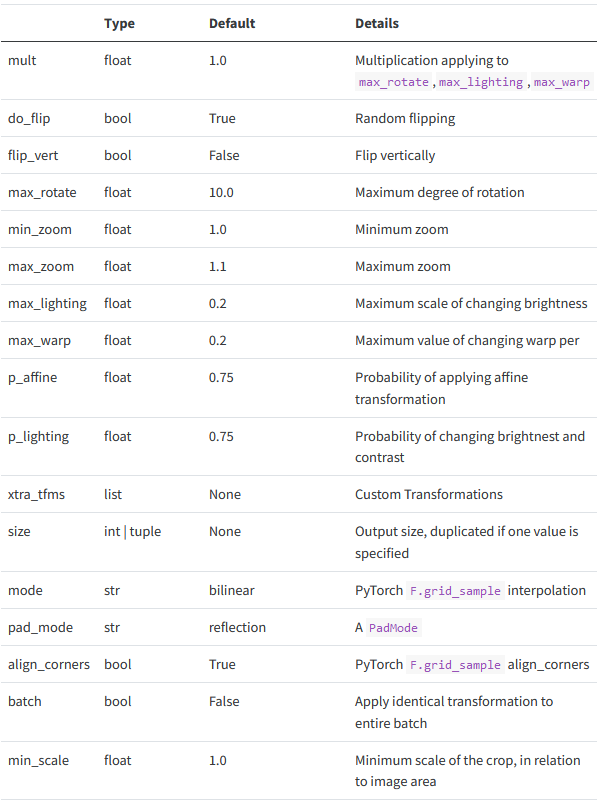 Type Default Details
mult float 1.0 Multiplication applying to
max_rotate,max_lighting,max_warp
do_flip bool True Random flipping
flip_vert bool False Flip vertically
max_rotate float 10.0 Maximum degree of rotation
min_zoom float 1.0 Minimum zoom
max_zoom float 1.1 Maximum zoom
max_lighting float 0.2 Maximum scale of changing brightness
max_warp float 0.2 Maximum value of changing warp per
p_affine float 0.75 Probability of applying affine
transformation
p_lighting float 0.75 Probability of changing brightnest and
contrast
xtra_tfms list None Custom Transformations
size int | tuple None Output size, duplicated if one value is
specified
mode str bilinear PyTorch F.grid_sample interpolation
pad_mode str reflection A PadMode
align_corners bool True PyTorch F.grid_sample align_corners
batch bool False Apply identical transformation to
entire batch
min_scale float 1.0 Minimum scale of the crop, in relation
to image area